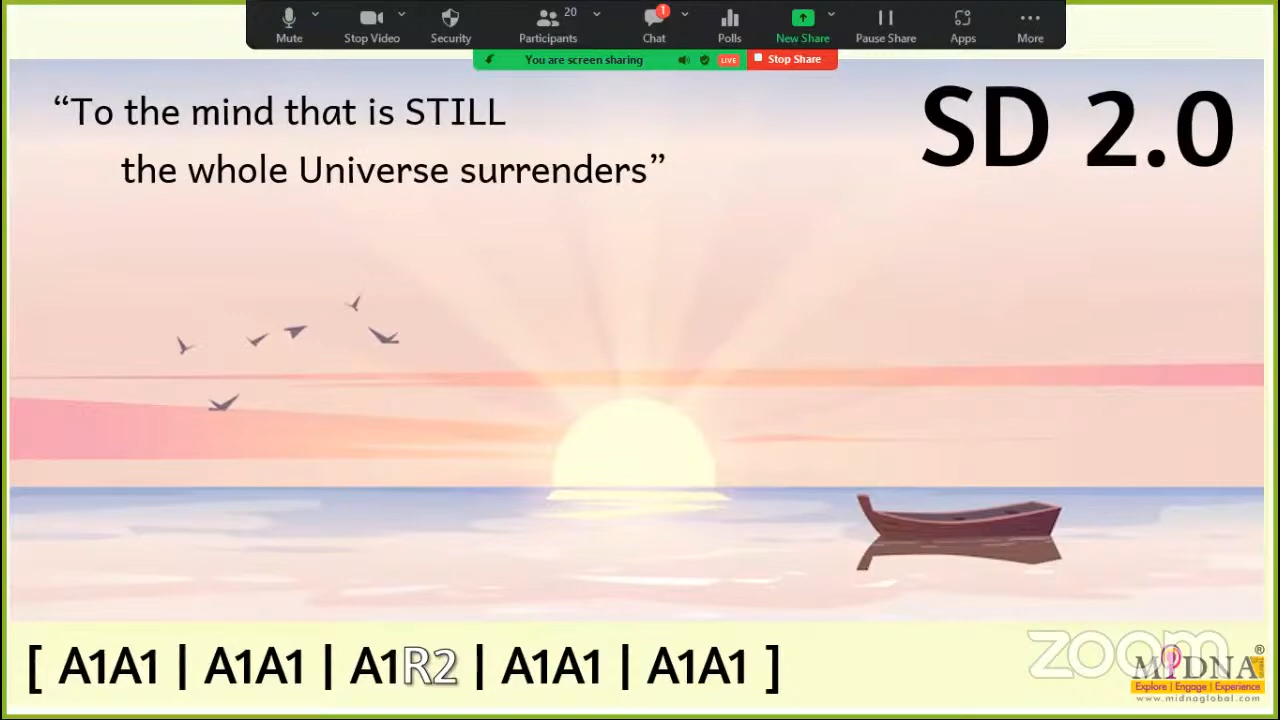 Mute
Stop Video
Security
20
Participants
1
Chat
Polls
New Share
Pause Share
Apps
More
You are screen sharing
LIVE
Stop Share
“To the mind that is STILL
the whole Universe surrenders”
SD 2.0
[ A1A1 | A1A1 | A1R2 | A1A1 | A1A1 ]
zoom
MiDNA ®
Explore | Engage | Experience
www.midnaglobal.com